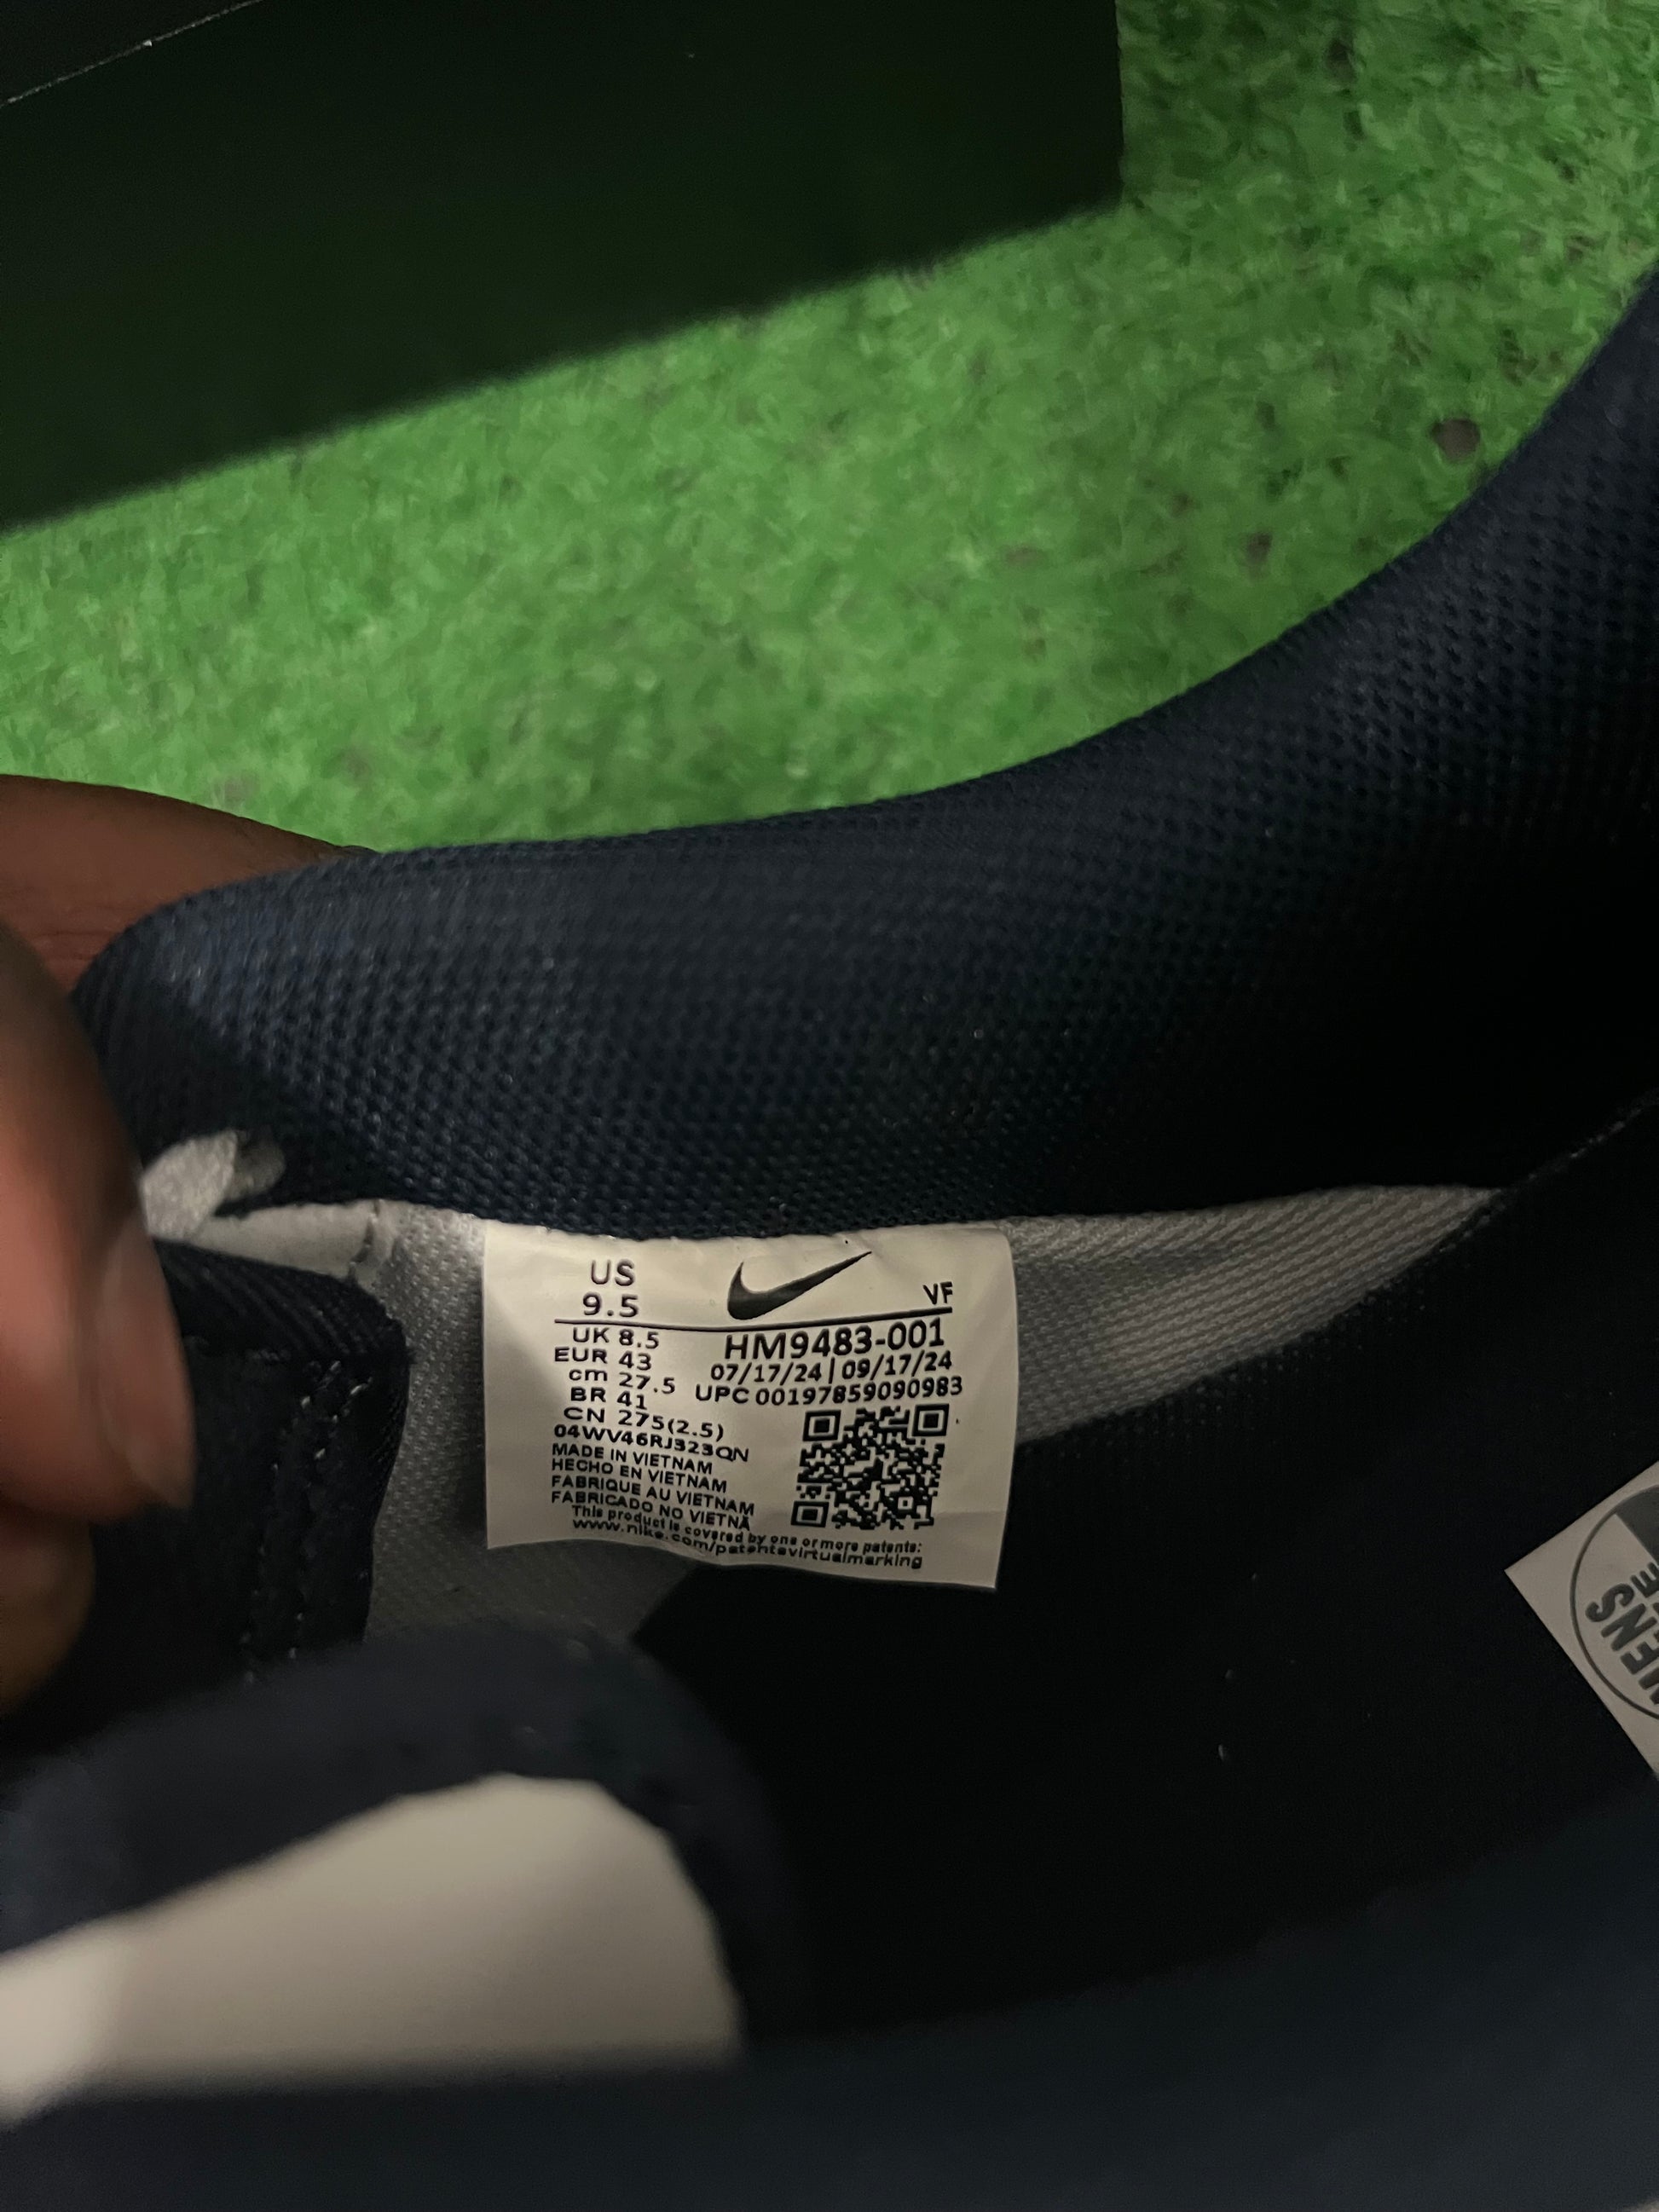 US
9.5
VF
UK 8.5
EUR 43
cm 27.5
BR 41
CN 275(2.5)
04WV46RJ323QN
MADE IN VIETNAM
HECHO EN VIETNAM
FABRIQUE AU VIETNAM
FABRICADO NO VIETNÃ
HM9483-001
07/17/24|09/17/24
UPC 00197859090983
This product is covered by one or more patents:
www.nike.com/patentsvirtualmarking